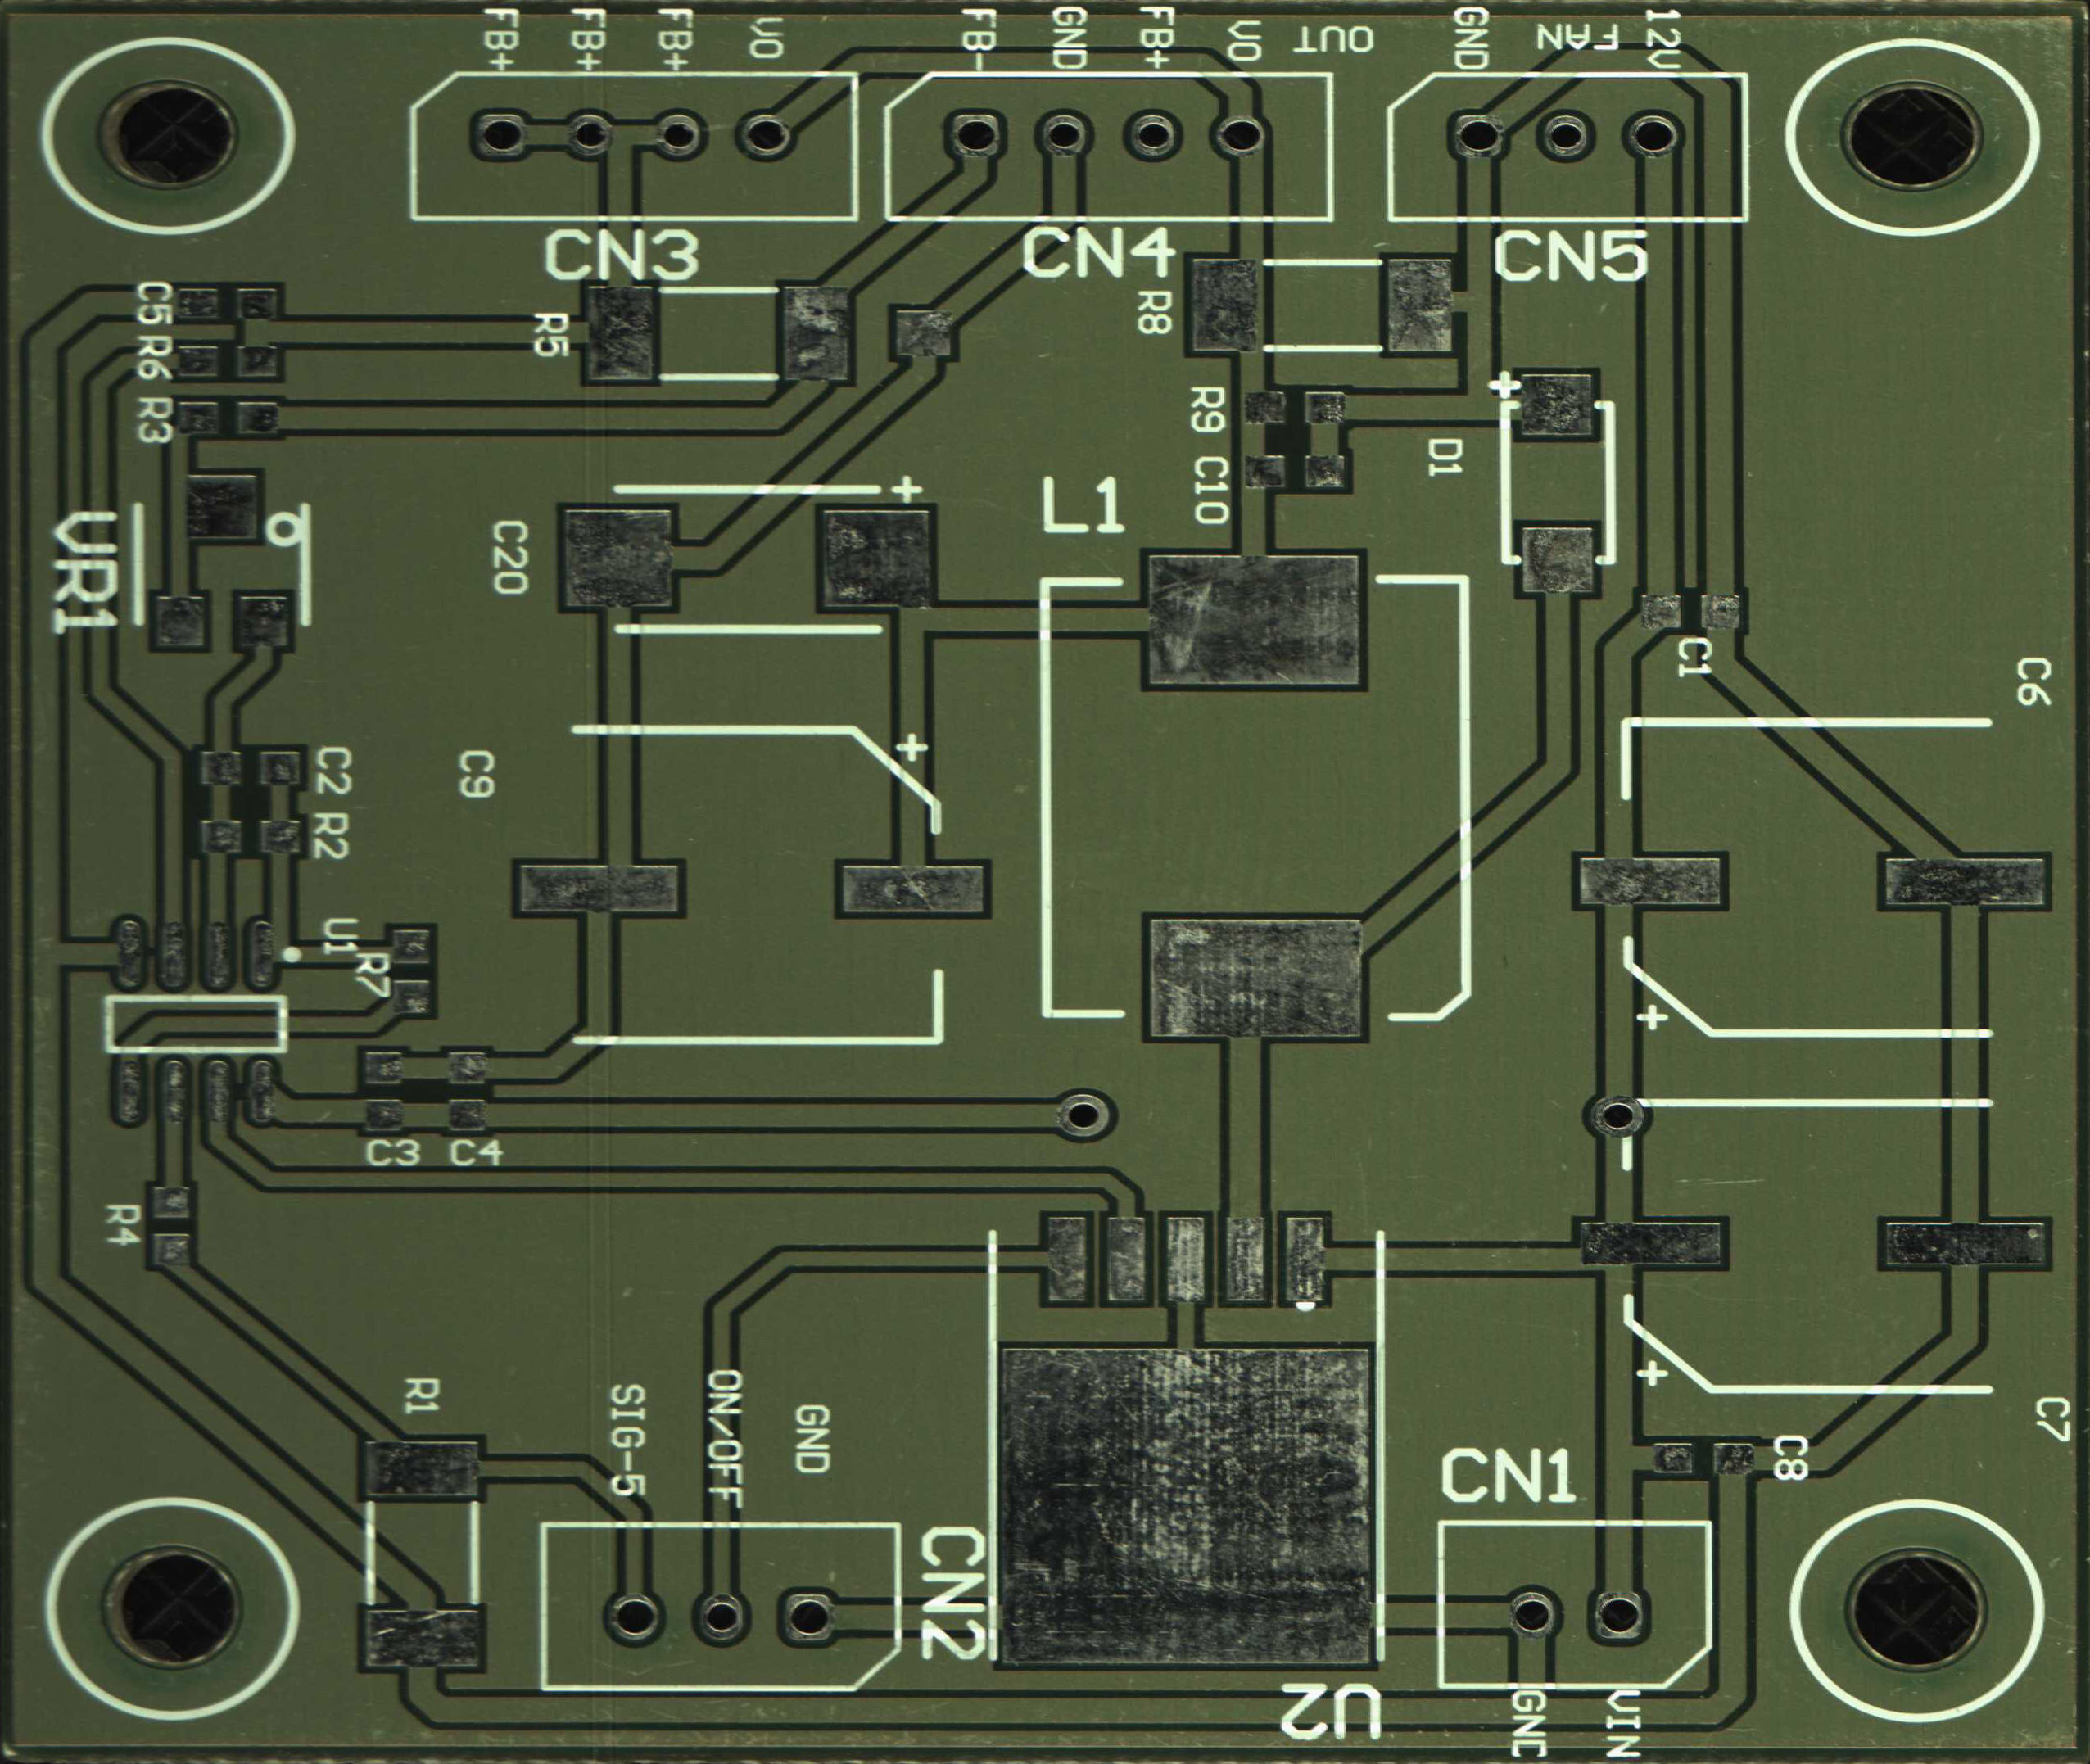 FB+
FB+
FB+
VO
FB-
GND
FB+
VO
OUT
GND
FAN
12V
CN3
CN4
CN5
C5
R6
R3
R5
R8
R9
C10
D1
L1
VR1
C20
C1
C6
C9
C2
R2
U1
R7
C3
C4
R4
R1
SIG-5
ON/OFF
GND
CN2
CN1
C8
C7
U2
GND
VIN